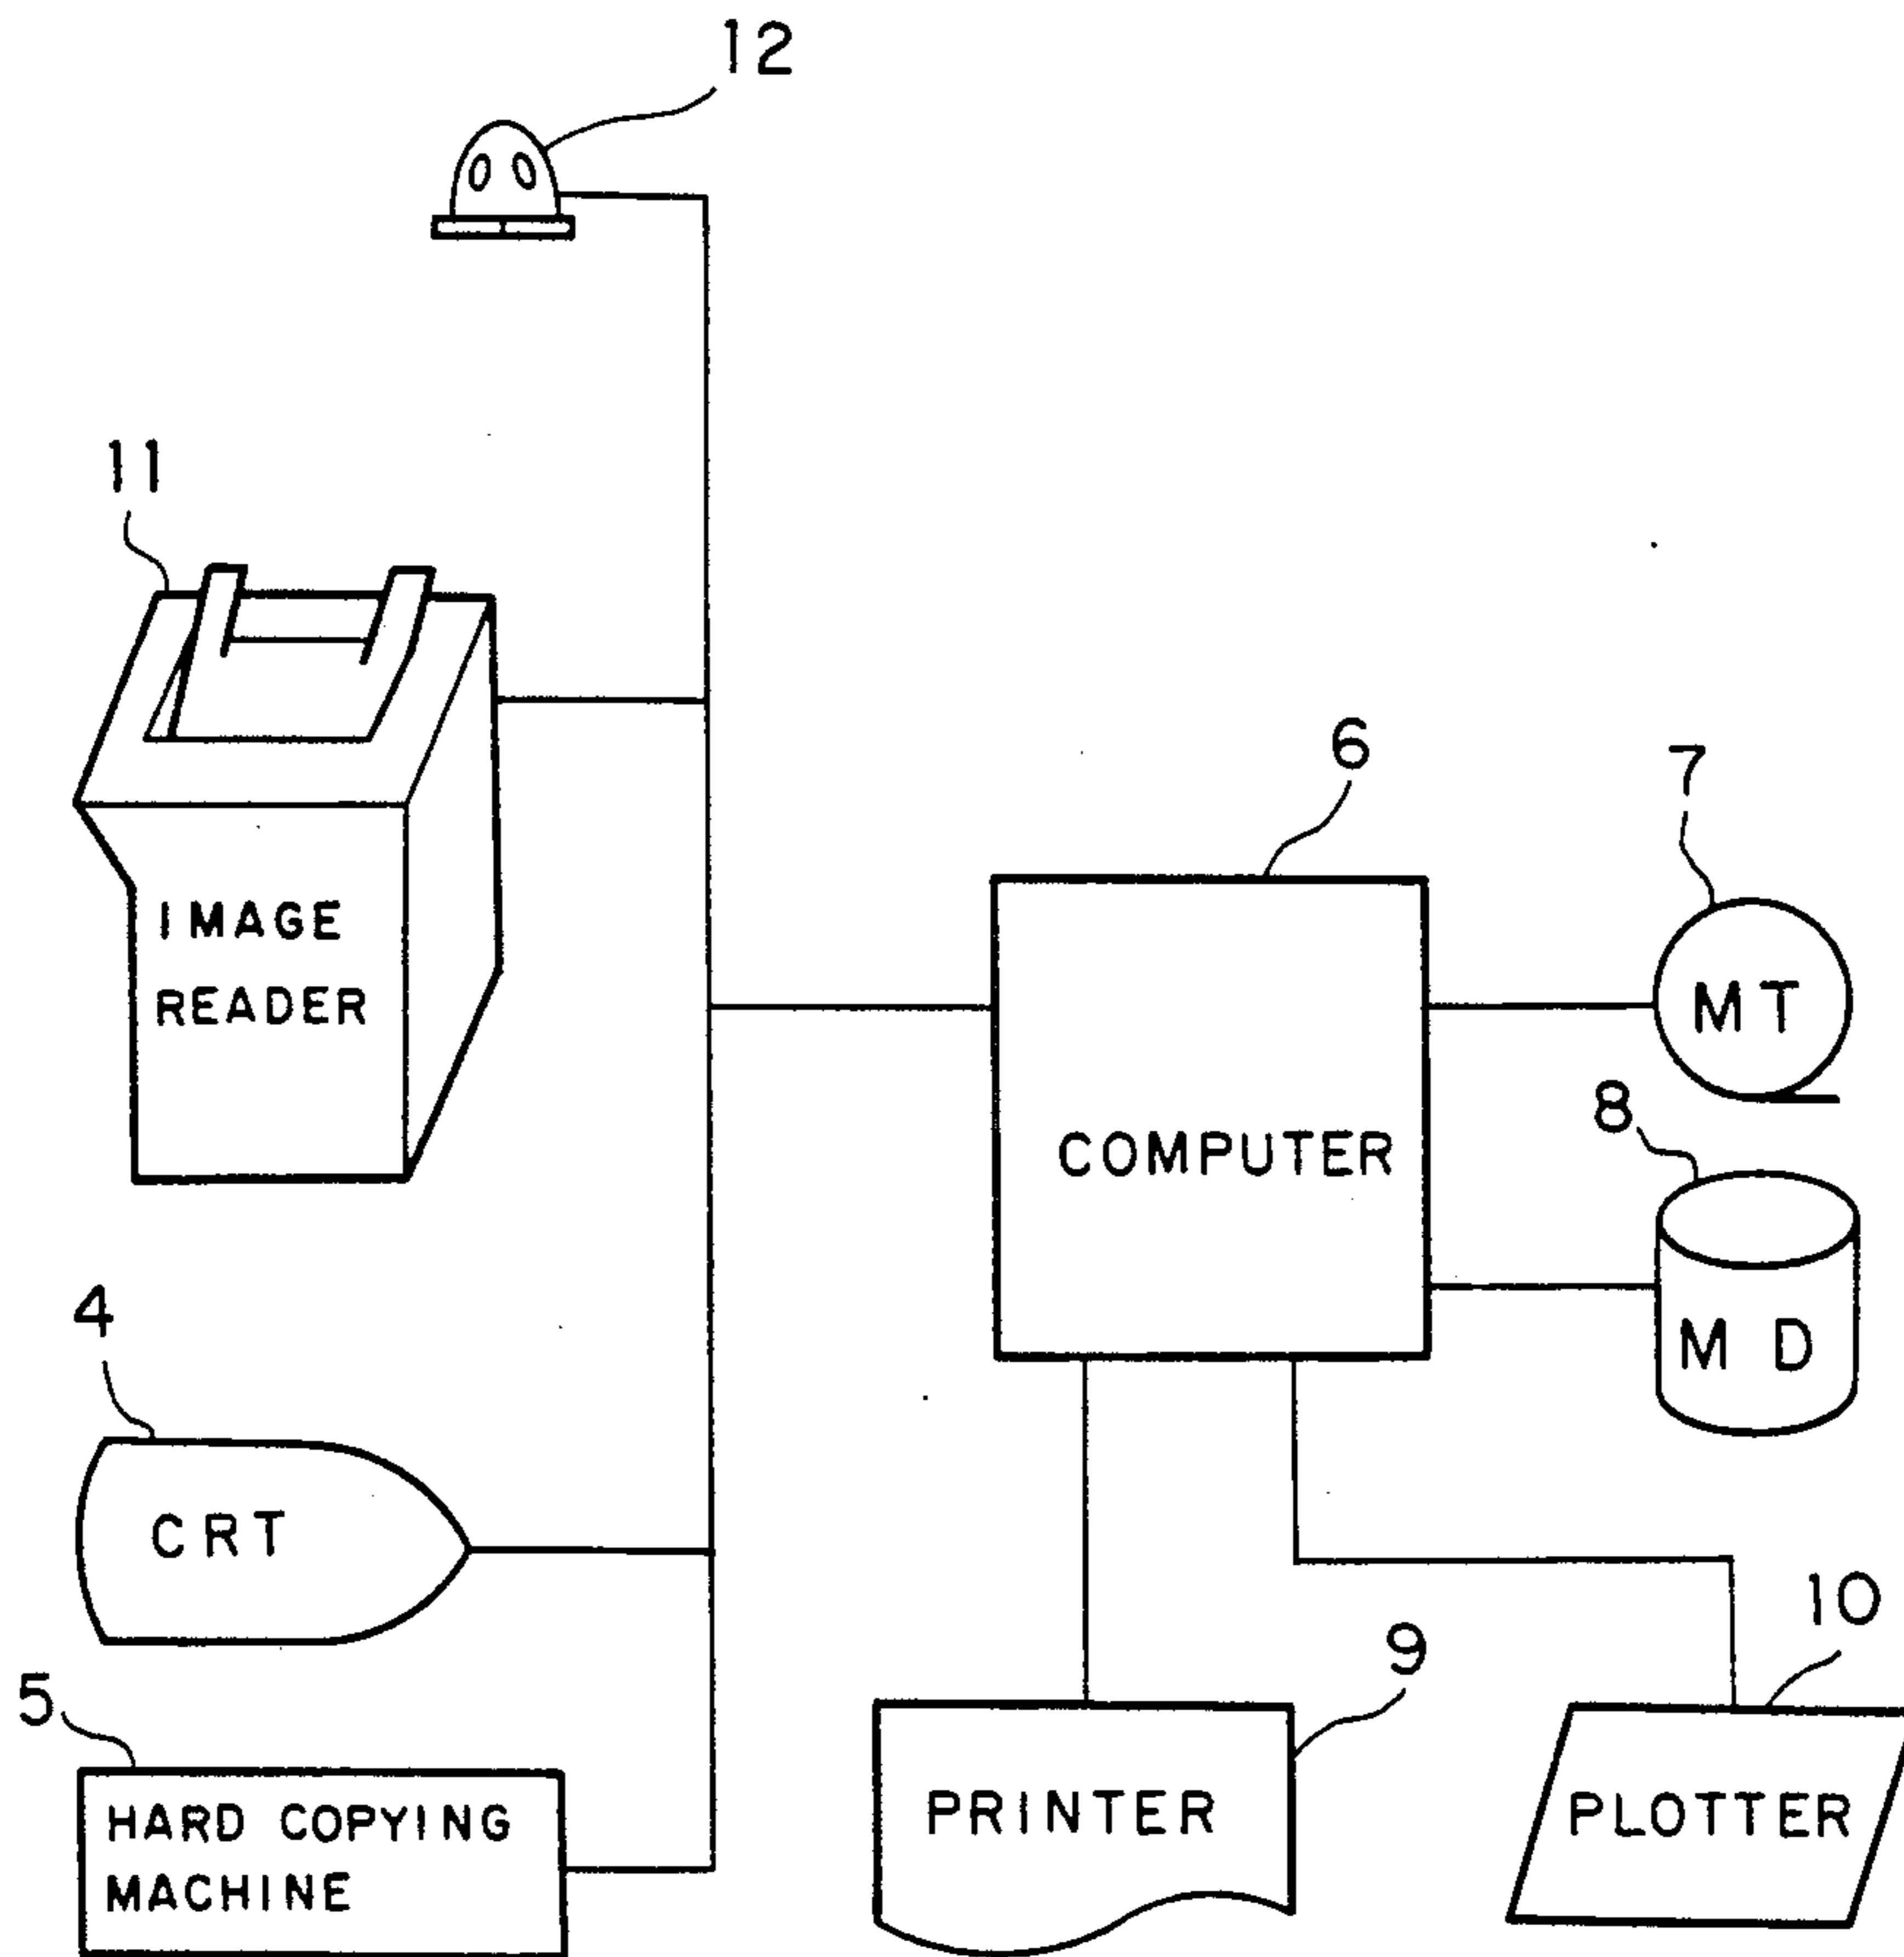 12
11
IMAGE
READER
6
COMPUTER
7
MT
8
MD
4
CRT
5
HARD COPYING
MACHINE
9
PRINTER
10
PLOTTER